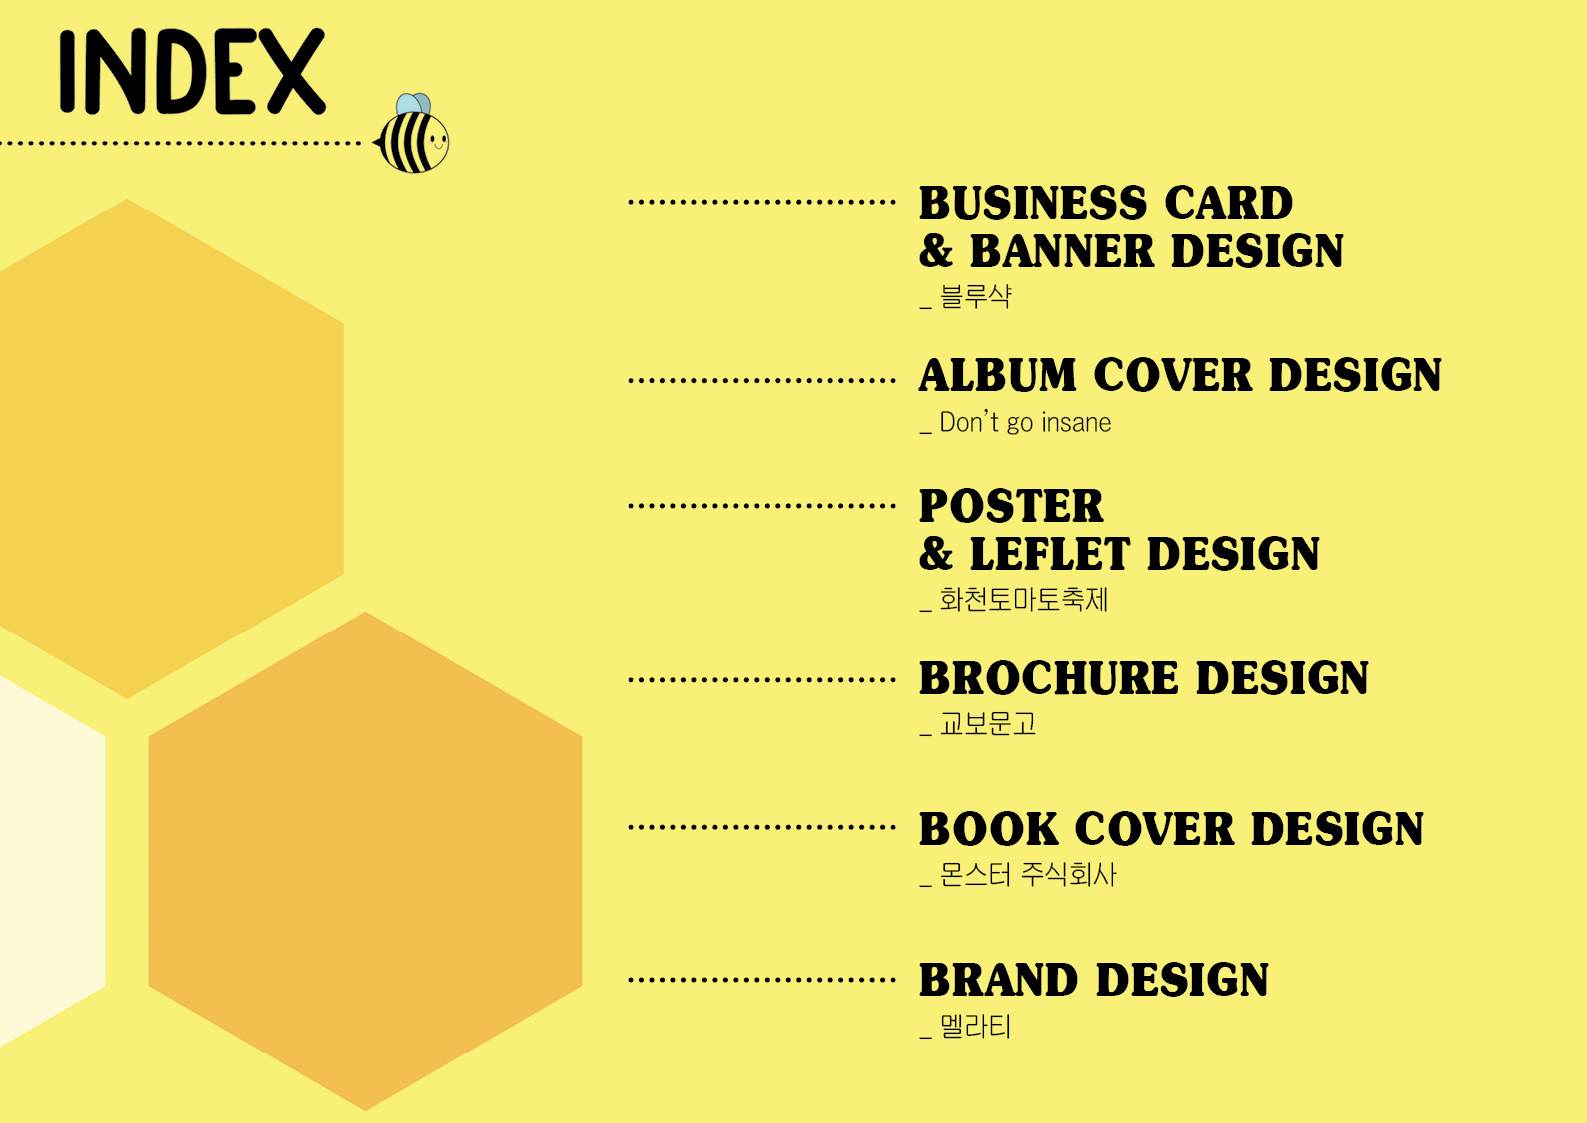 INDEX
BUSINESS CARD
& BANNER DESIGN
_ 블루샥
ALBUM COVER DESIGN
_ Don't go insane
POSTER
& LEFLET DESIGN
_ 화천토마토축제
BROCHURE DESIGN
_ 교보문고
BOOK COVER DESIGN
_ 몬스터 주식회사
BRAND DESIGN
_ 멜라티